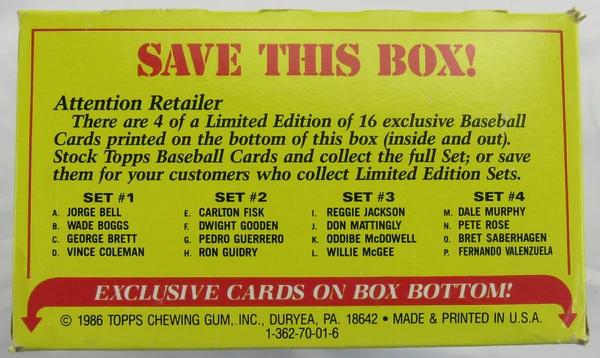 SAVE THIS BOX!
Attention Retailer
There are 4 of a Limited Edition of 16 exclusive Baseball
Cards printed on the bottom of this box (inside and out).
Stock Topps Baseball Cards and collect the full Set; or save
them for your customers who collect Limited Edition Sets.
SET #1
A. JORGE BELL
B. WADE BOGGS
C. GEORGE BRETT
D. VINCE COLEMAN
SET #2
E. CARLTON FISK
F. DWIGHT GOODEN
G. PEDRO GUERRERO
H. RON GUIDRY
SET #3
I. REGGIE JACKSON
J. DON MATTINGLY
K. ODDIBE McDOWELL
L. WILLIE McGEE
SET #4
M. DALE MURPHY
N. PETE ROSE
O. BRET SABERHAGEN
P. FERNANDO VALENZUELA
EXCLUSIVE CARDS ON BOX BOTTOM!
© 1986 TOPPS CHEWING GUM, INC., DURYEA, PA. 18642 • MADE & PRINTED IN U.S.A.
1-362-70-01-6